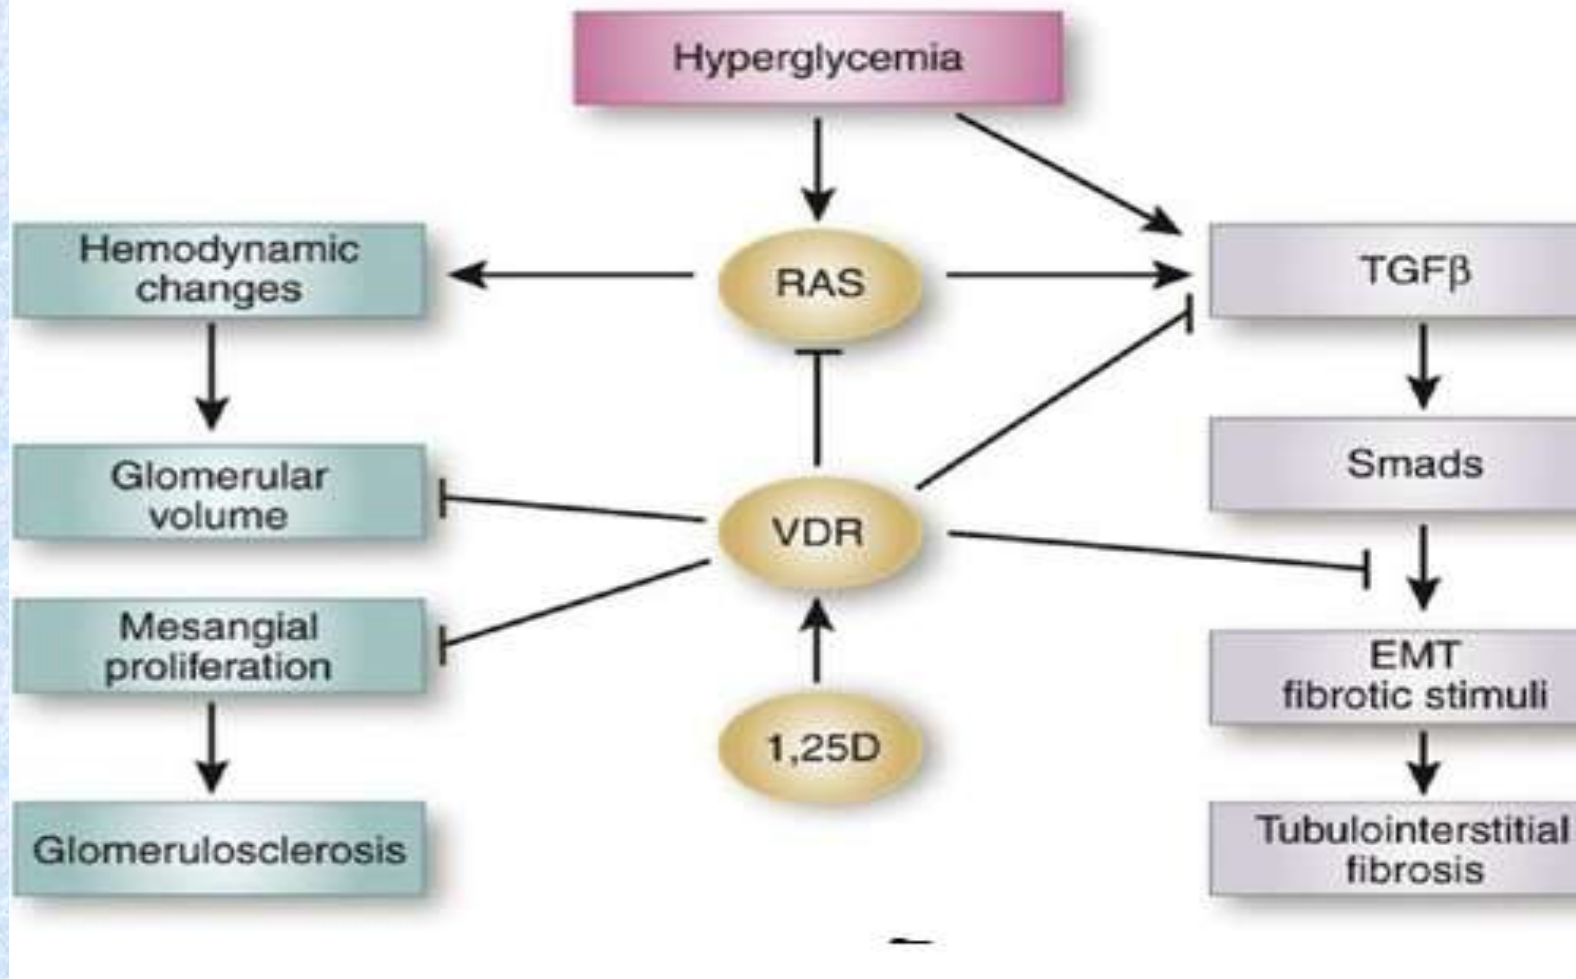 Hyperglycemia
Hemodynamic
changes
RAS
TGFβ
Glomerular
volume
VDR
Smads
Mesangial
proliferation
EMT
fibrotic stimuli
1,25D
Glomerulosclerosis
Tubulointerstitial
fibrosis